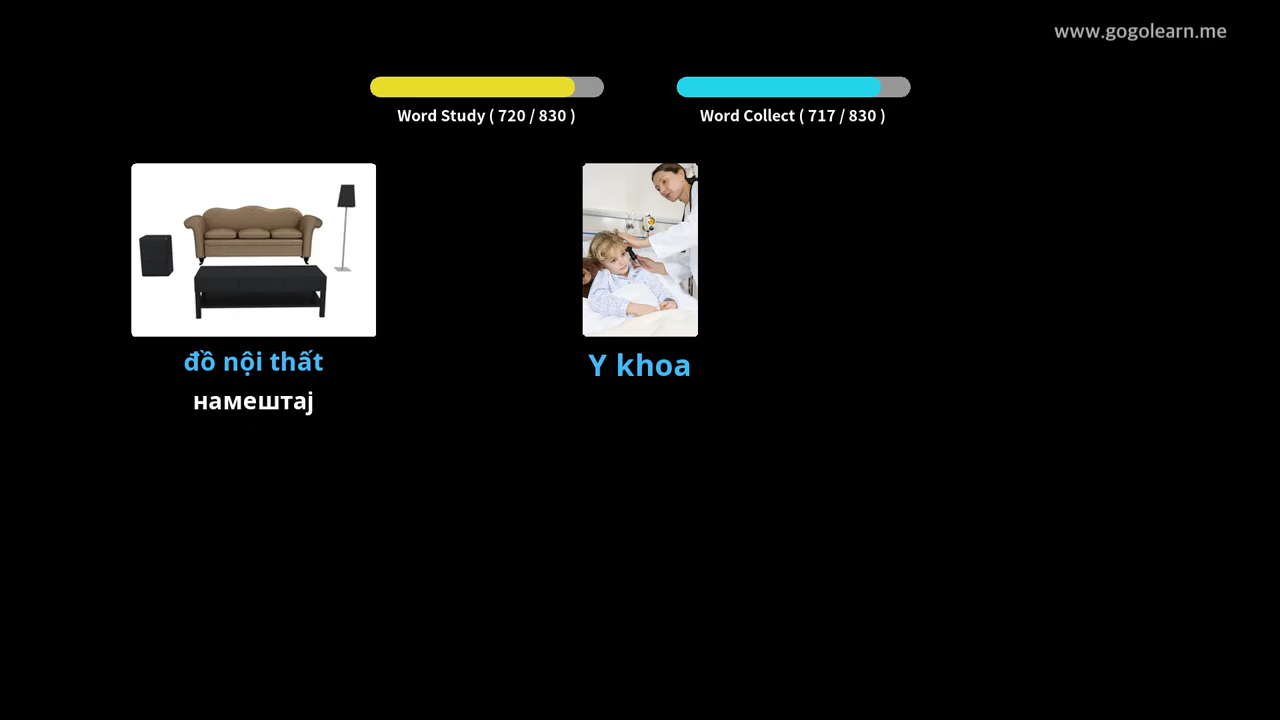 www.gogolearn.me
Word Study ( 720 / 830 )
Word Collect ( 717 / 830 )
đồ nội thất
намештај
Y khoa